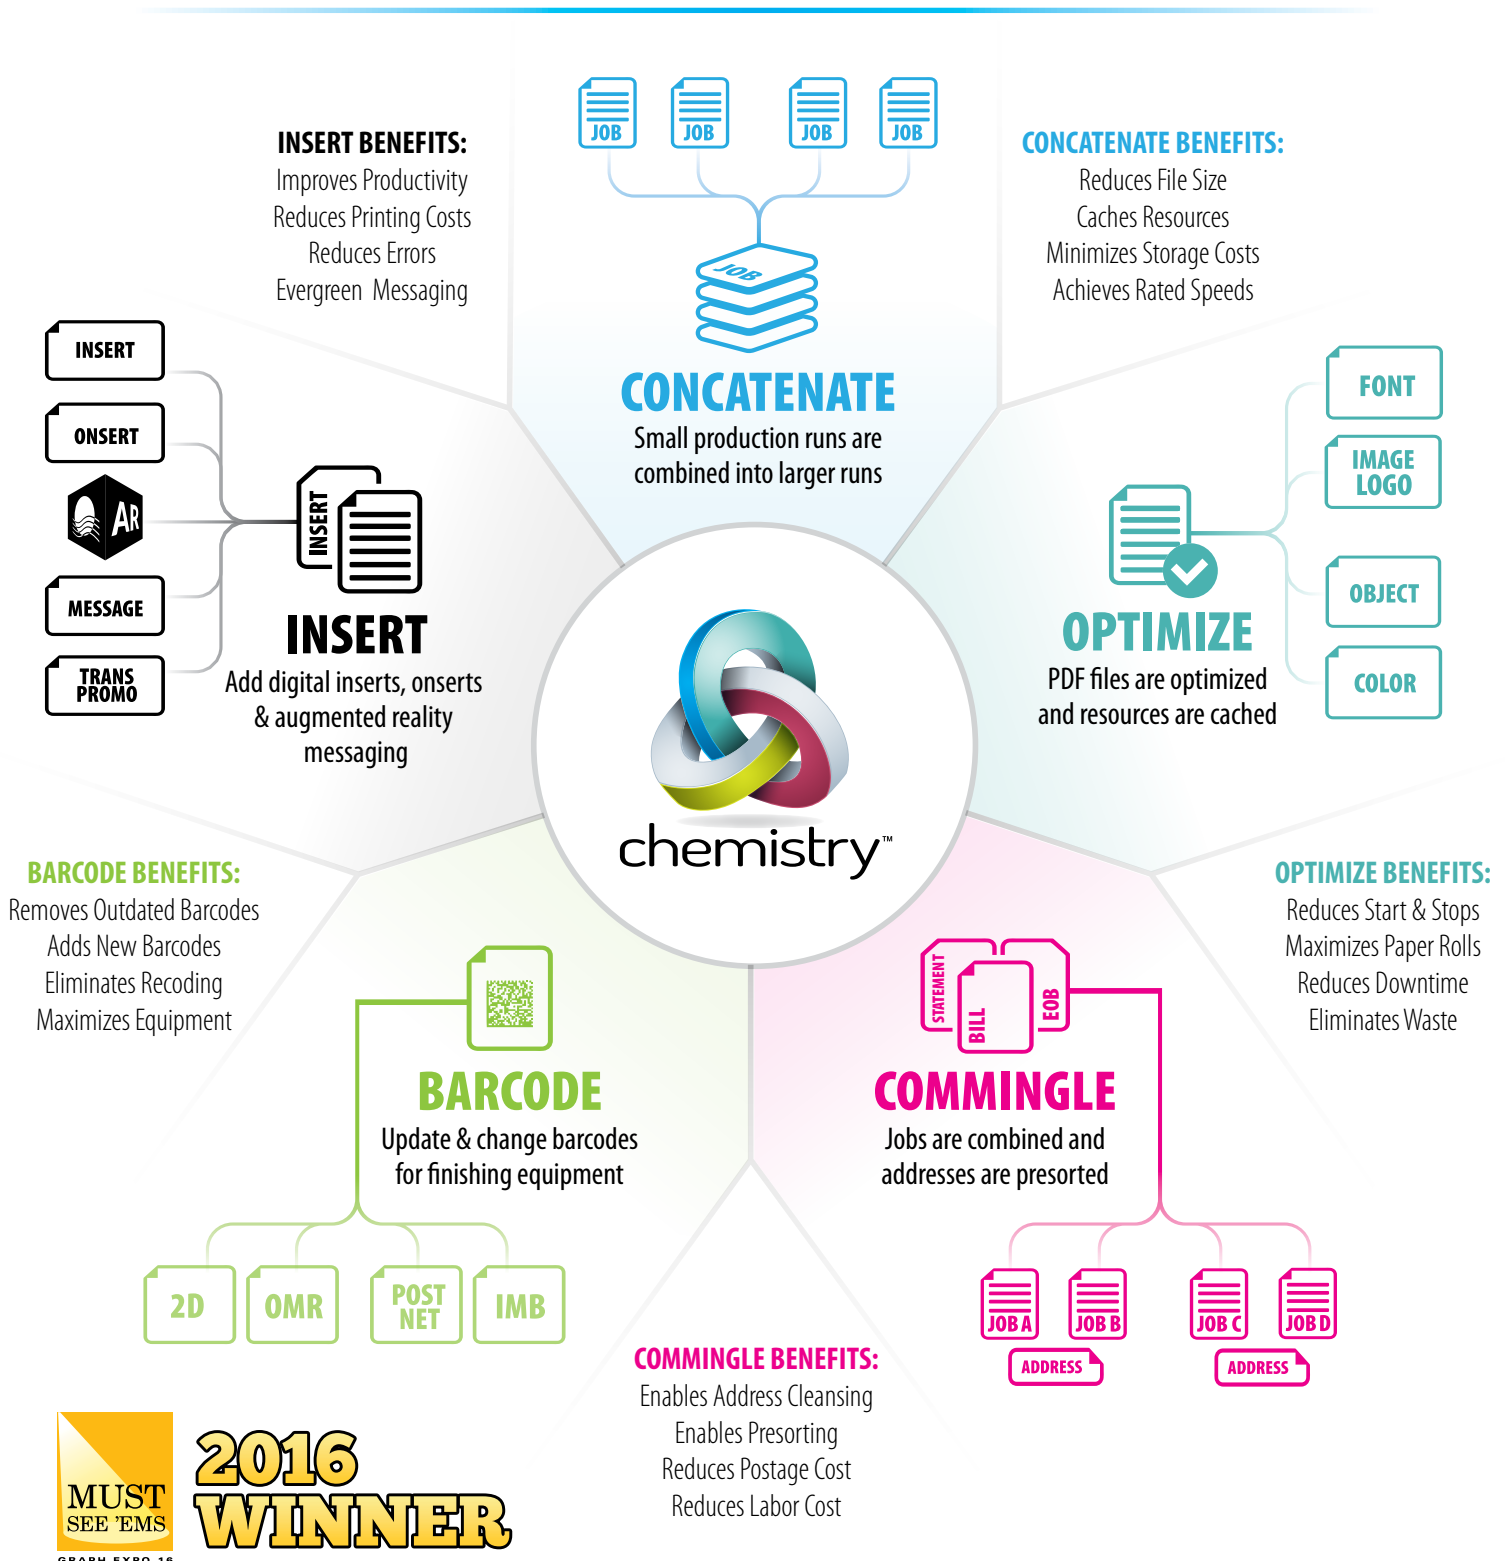 JOB
JOB
JOB
JOB
JOB
CONCATENATE
Small production runs are
combined into larger runs
INSERT BENEFITS:
Improves Productivity
Reduces Printing Costs
Reduces Errors
Evergreen Messaging
CONCATENATE BENEFITS:
Reduces File Size
Caches Resources
Minimizes Storage Costs
Achieves Rated Speeds
INSERT
ONSERT
AR
MESSAGE
TRANS
PROMO
INSERT
INSERT
Add digital inserts, onserts
& augmented reality
messaging
FONT
IMAGE
LOGO
OBJECT
COLOR
OPTIMIZE
PDF files are optimized
and resources are cached
chemistry™
BARCODE BENEFITS:
Removes Outdated Barcodes
Adds New Barcodes
Eliminates Recoding
Maximizes Equipment
OPTIMIZE BENEFITS:
Reduces Start & Stops
Maximizes Paper Rolls
Reduces Downtime
Eliminates Waste
BARCODE
Update & change barcodes
for finishing equipment
2D
OMR
POST
NET
IMB
STATEMENT
BILL
EOB
COMMINGLE
Jobs are combined and
addresses are presorted
JOB A
JOB B
JOB C
JOB D
ADDRESS
ADDRESS
COMMINGLE BENEFITS:
Enables Address Cleansing
Enables Presorting
Reduces Postage Cost
Reduces Labor Cost
MUST
SEE 'EMS
GRAPH EXPO 16
2016
WINNER